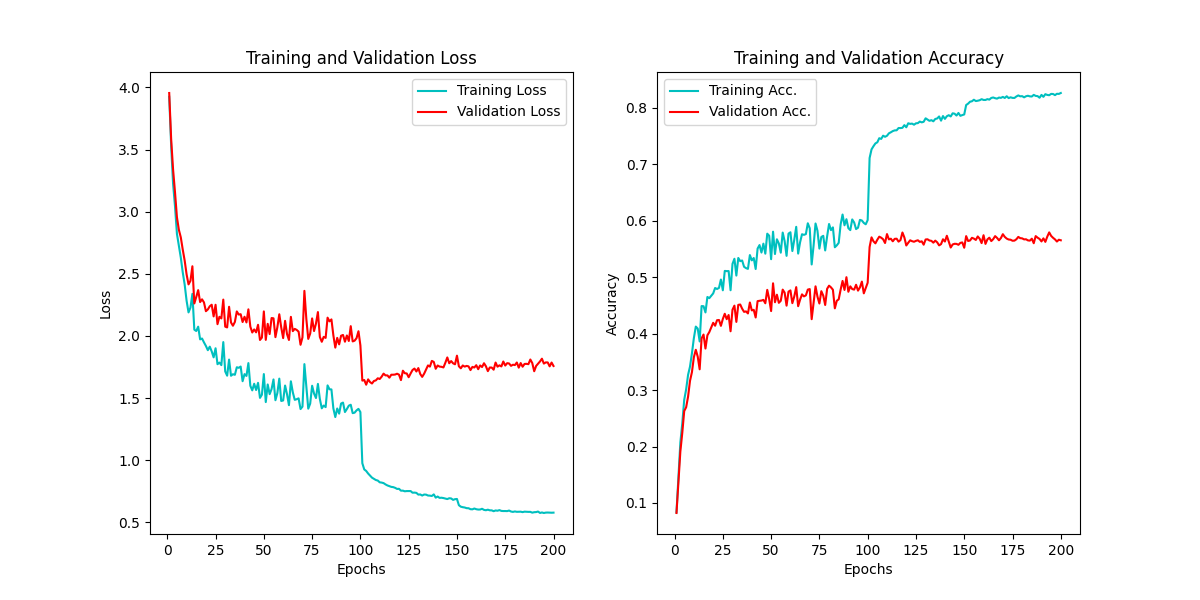 Training and Validation Loss
Training Loss
Validation Loss
4.0
3.5
3.0
2.5
2.0
1.5
1.0
0.5
Loss
0 25 50 75 100 125 150 175 200
Epochs
Training and Validation Accuracy
Training Acc.
Validation Acc.
0.8
0.7
0.6
0.5
0.4
0.3
0.2
0.1
Accuracy
0 25 50 75 100 125 150 175 200
Epochs